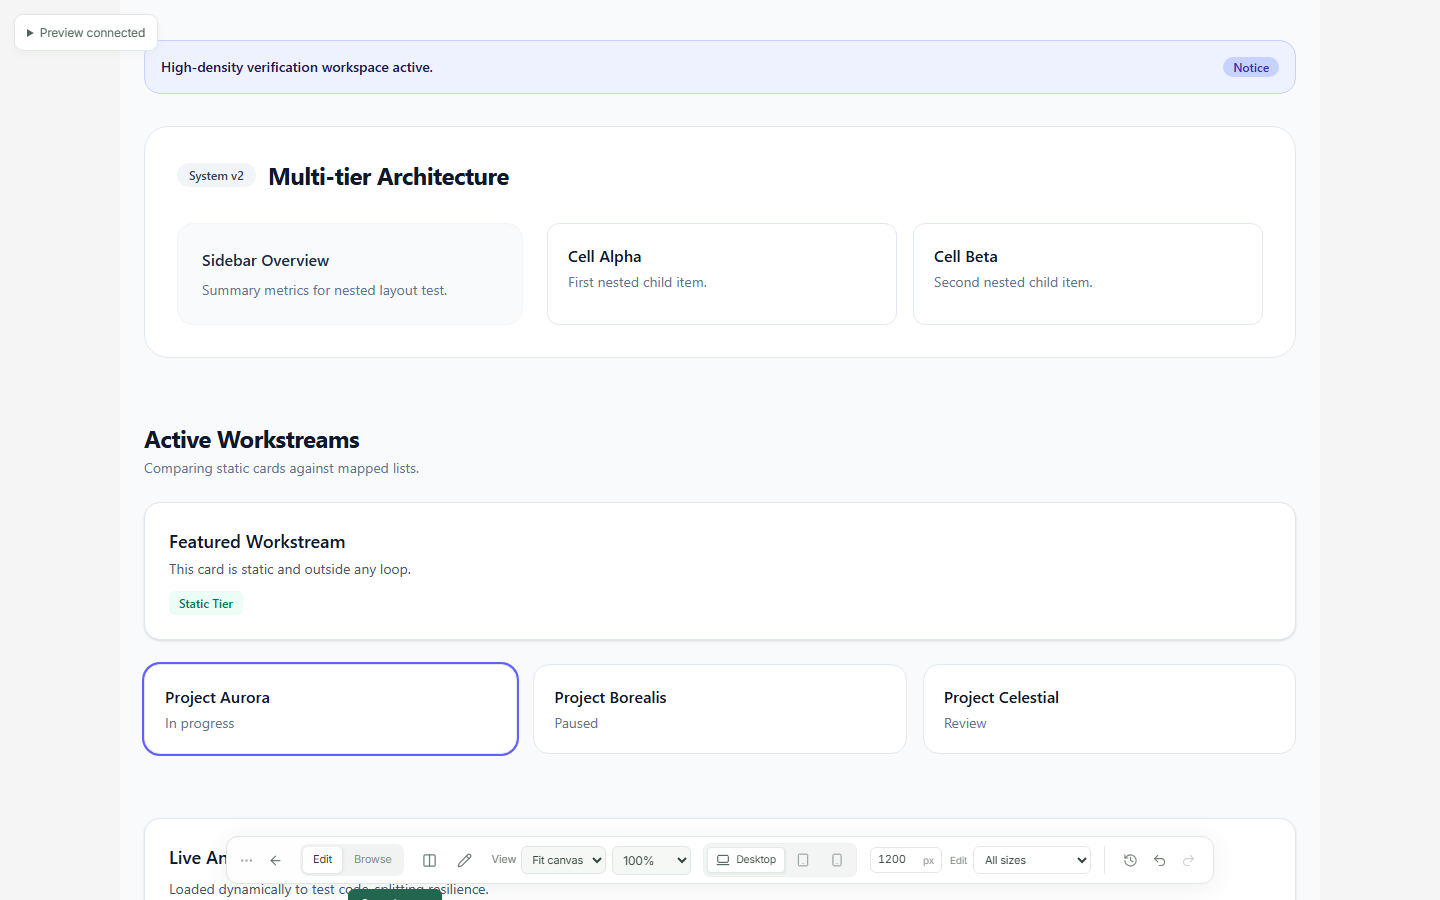 Preview connected
High-density verification workspace active.
Notice
System v2
Multi-tier Architecture
Sidebar Overview
Summary metrics for nested layout test.
Cell Alpha
First nested child item.
Cell Beta
Second nested child item.
Active Workstreams
Comparing static cards against mapped lists.
Featured Workstream
This card is static and outside any loop.
Static Tier
Project Aurora
In progress
Project Borealis
Paused
Project Celestial
Review
Live
Edit
Browse
View
Fit canvas
100%
Desktop
1200 px
Edit
All sizes
Loaded dynamically to test code-splitting resilience.